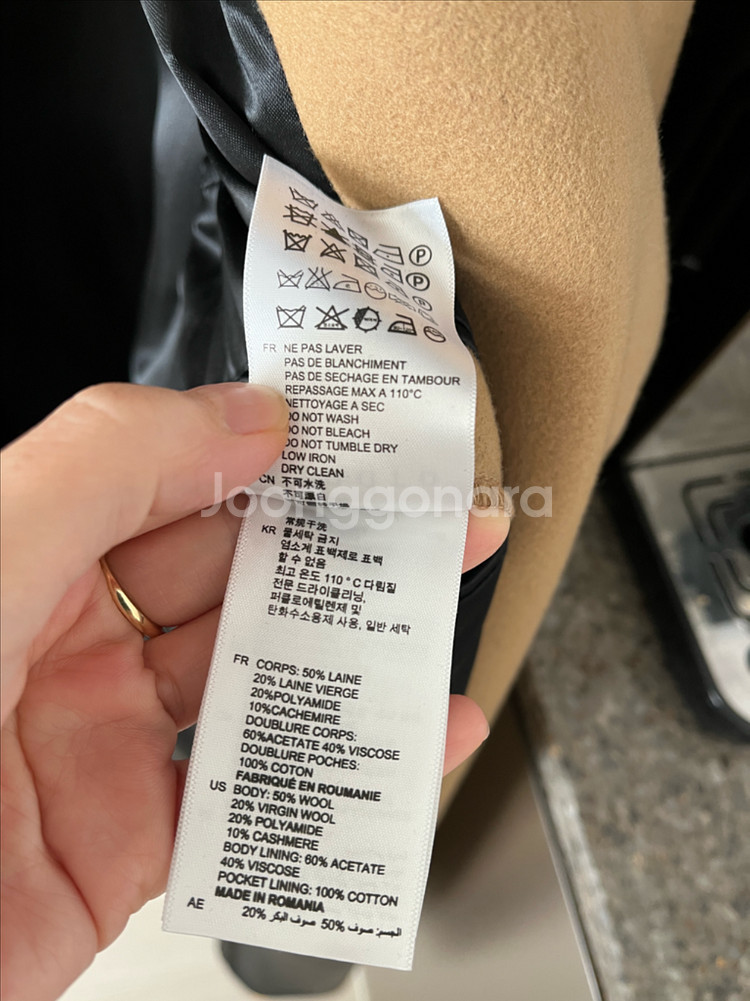 FR NE PAS LAVER
PAS DE BLANCHIMENT
PAS DE SECHAGE EN TAMBOUR
REPASSAGE MAX A 110°C
NETTOYAGE A SEC
DO NOT WASH
DO NOT BLEACH
DO NOT TUMBLE DRY
LOW IRON
DRY CLEAN
CN 不可水洗
不可漂白
Joonggonara
常规干洗
KR 물세탁 금지
염소계 표백제로 표백
할 수 없음
최고 온도 110°C 다림질
전문 드라이클리닝,
퍼클로에틸렌제 및
탄화수소용제 사용, 일반 세탁
FR CORPS: 50% LAINE
20% LAINE VIERGE
20%POLYAMIDE
10%CACHEMIRE
DOUBLURE CORPS:
60%ACETATE 40% VISCOSE
DOUBLURE POCHES:
100% COTON
FABRIQUÉ EN ROUMANIE
US BODY: 50% WOOL
20% VIRGIN WOOL
20% POLYAMIDE
10% CASHMERE
BODY LINING: 60% ACETATE
40% VISCOSE
POCKET LINING: 100% COTTON
MADE IN ROMANIA
AE الجسم: صوف 50% صوف البكر 20%